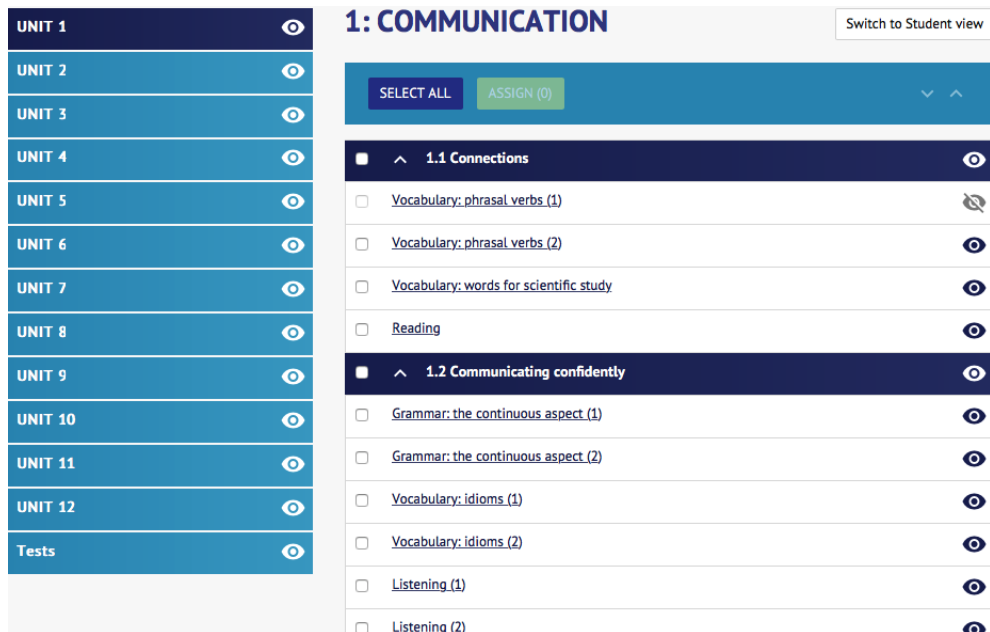 UNIT 1
UNIT 2
UNIT 3
UNIT 4
UNIT 5
UNIT 6
UNIT 7
UNIT 8
UNIT 9
UNIT 10
UNIT 11
UNIT 12
Tests
1: COMMUNICATION
Switch to Student view
SELECT ALL
ASSIGN (0)
1.1 Connections
Vocabulary: phrasal verbs (1)
Vocabulary: phrasal verbs (2)
Vocabulary: words for scientific study
Reading
1.2 Communicating confidently
Grammar: the continuous aspect (1)
Grammar: the continuous aspect (2)
Vocabulary: idioms (1)
Vocabulary: idioms (2)
Listening (1)
Listening (2)